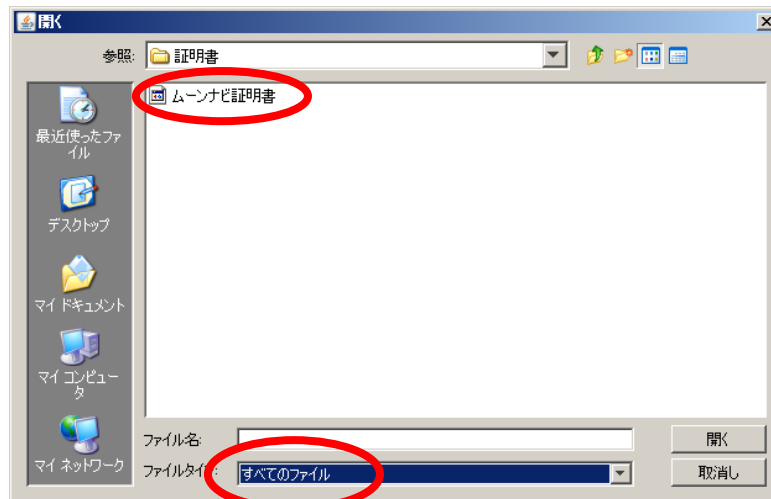 開く
参照:
証明書
ムーンナビ証明書
最近使ったファ
イル
デスクトップ
マイ ドキュメント
マイ コンピュー
タ
マイ ネットワーク
ファイル名:
開く
ファイルタイ
すべてのファイル
取消し